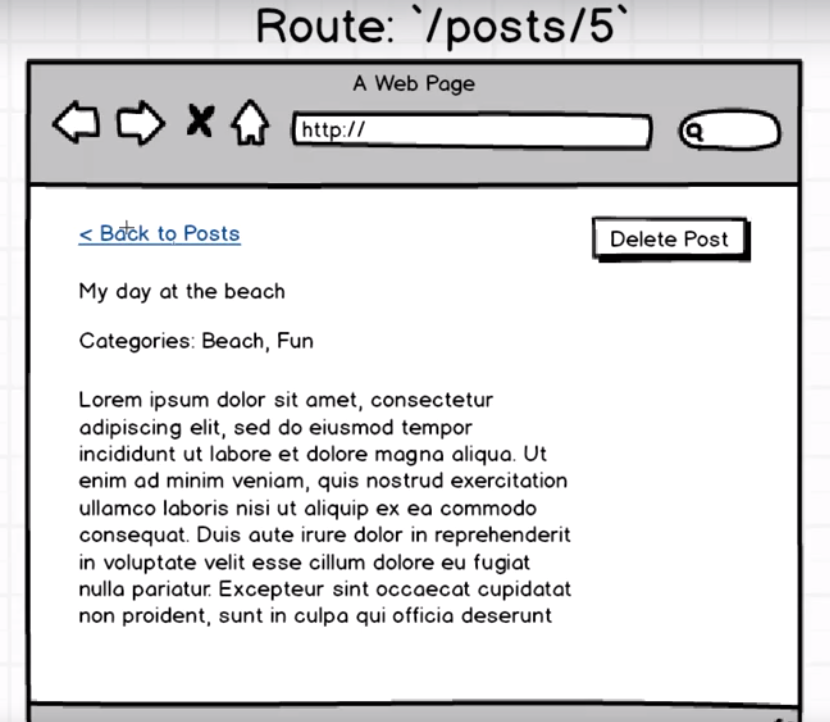 Route: `/posts/5`
A Web Page
http://
< Back to Posts
Delete Post
My day at the beach
Categories: Beach, Fun
Lorem ipsum dolor sit amet, consectetur
adipiscing elit, sed do eiusmod tempor
incididunt ut labore et dolore magna aliqua. Ut
enim ad minim veniam, quis nostrud exercitation
ullamco laboris nisi ut aliquip ex ea commodo
consequat. Duis aute irure dolor in reprehenderit
in voluptate velit esse cillum dolore eu fugiat
nulla pariatur. Excepteur sint occaecat cupidatat
non proident, sunt in culpa qui officia deserunt